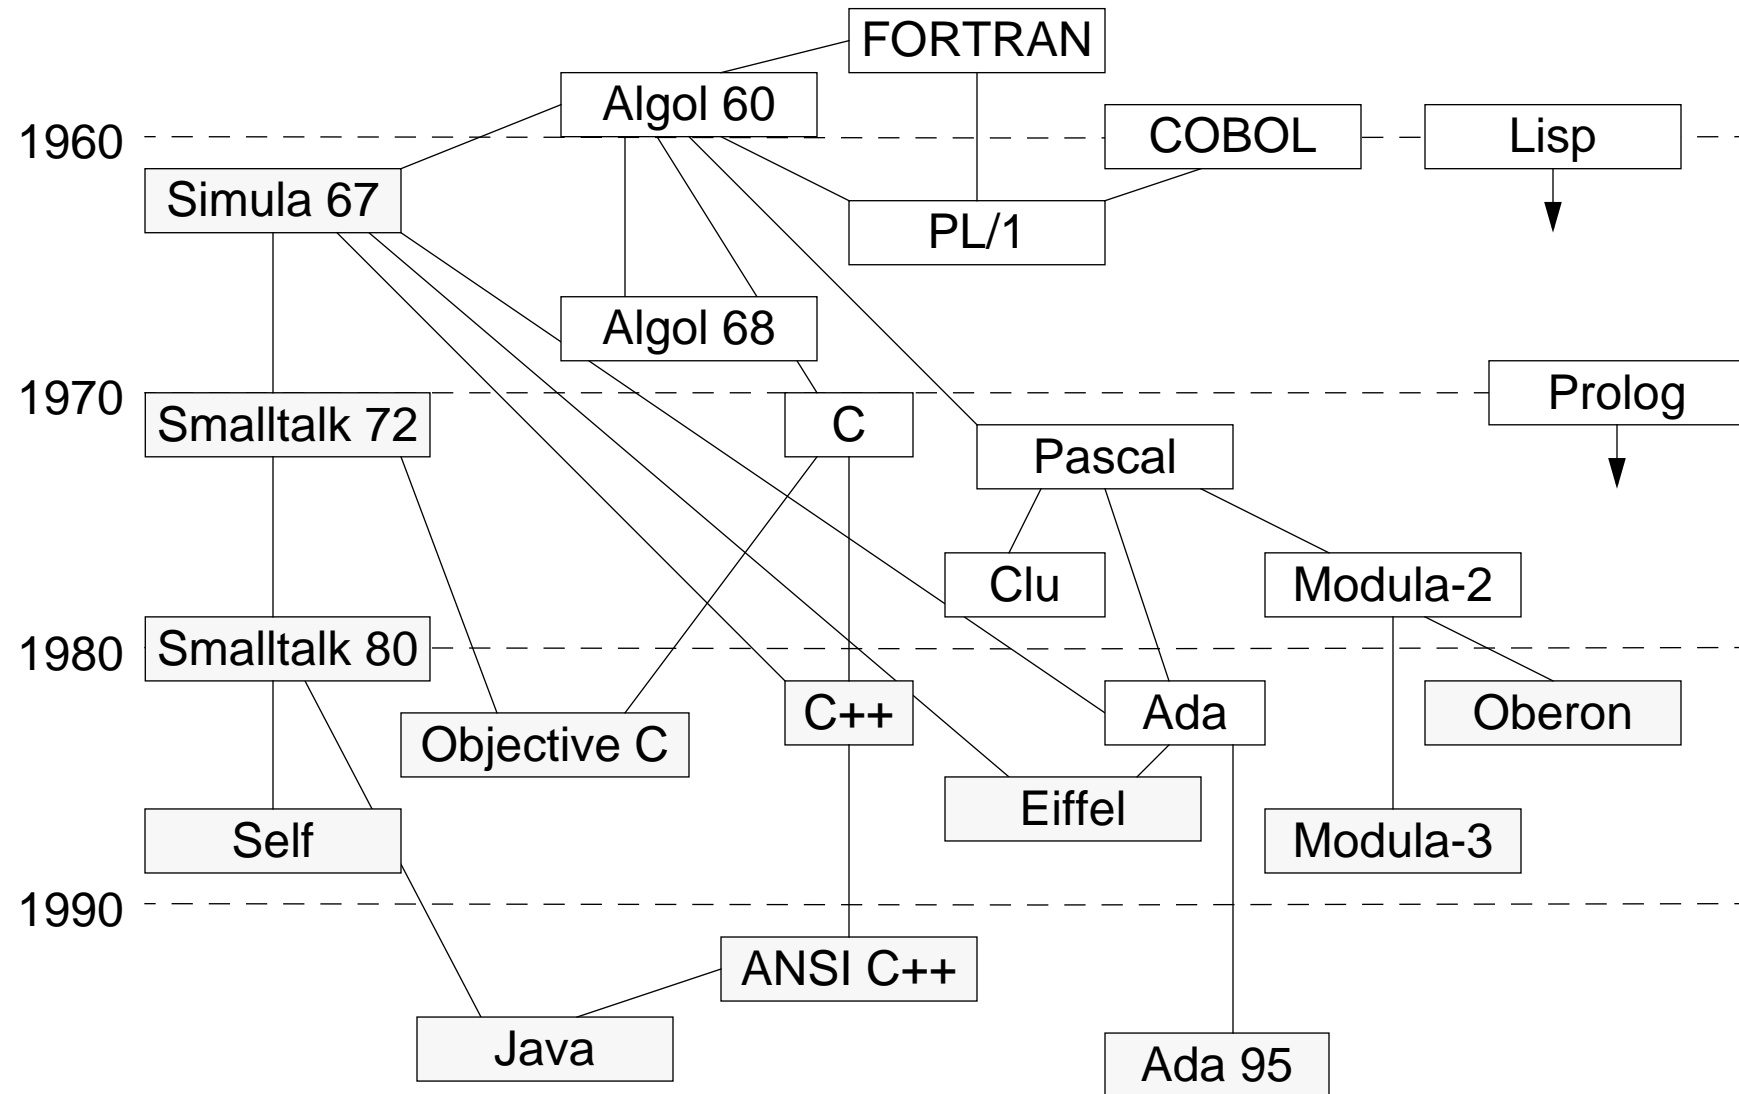 FORTRAN
Algol 60
1960
COBOL
Lisp
Simula 67
PL/1
Algol 68
1970
Prolog
Smalltalk 72
C
Pascal
Clu
Modula-2
1980
Smalltalk 80
C++
Ada
Oberon
Objective C
Eiffel
Self
Modula-3
1990
ANSI C++
Java
Ada 95